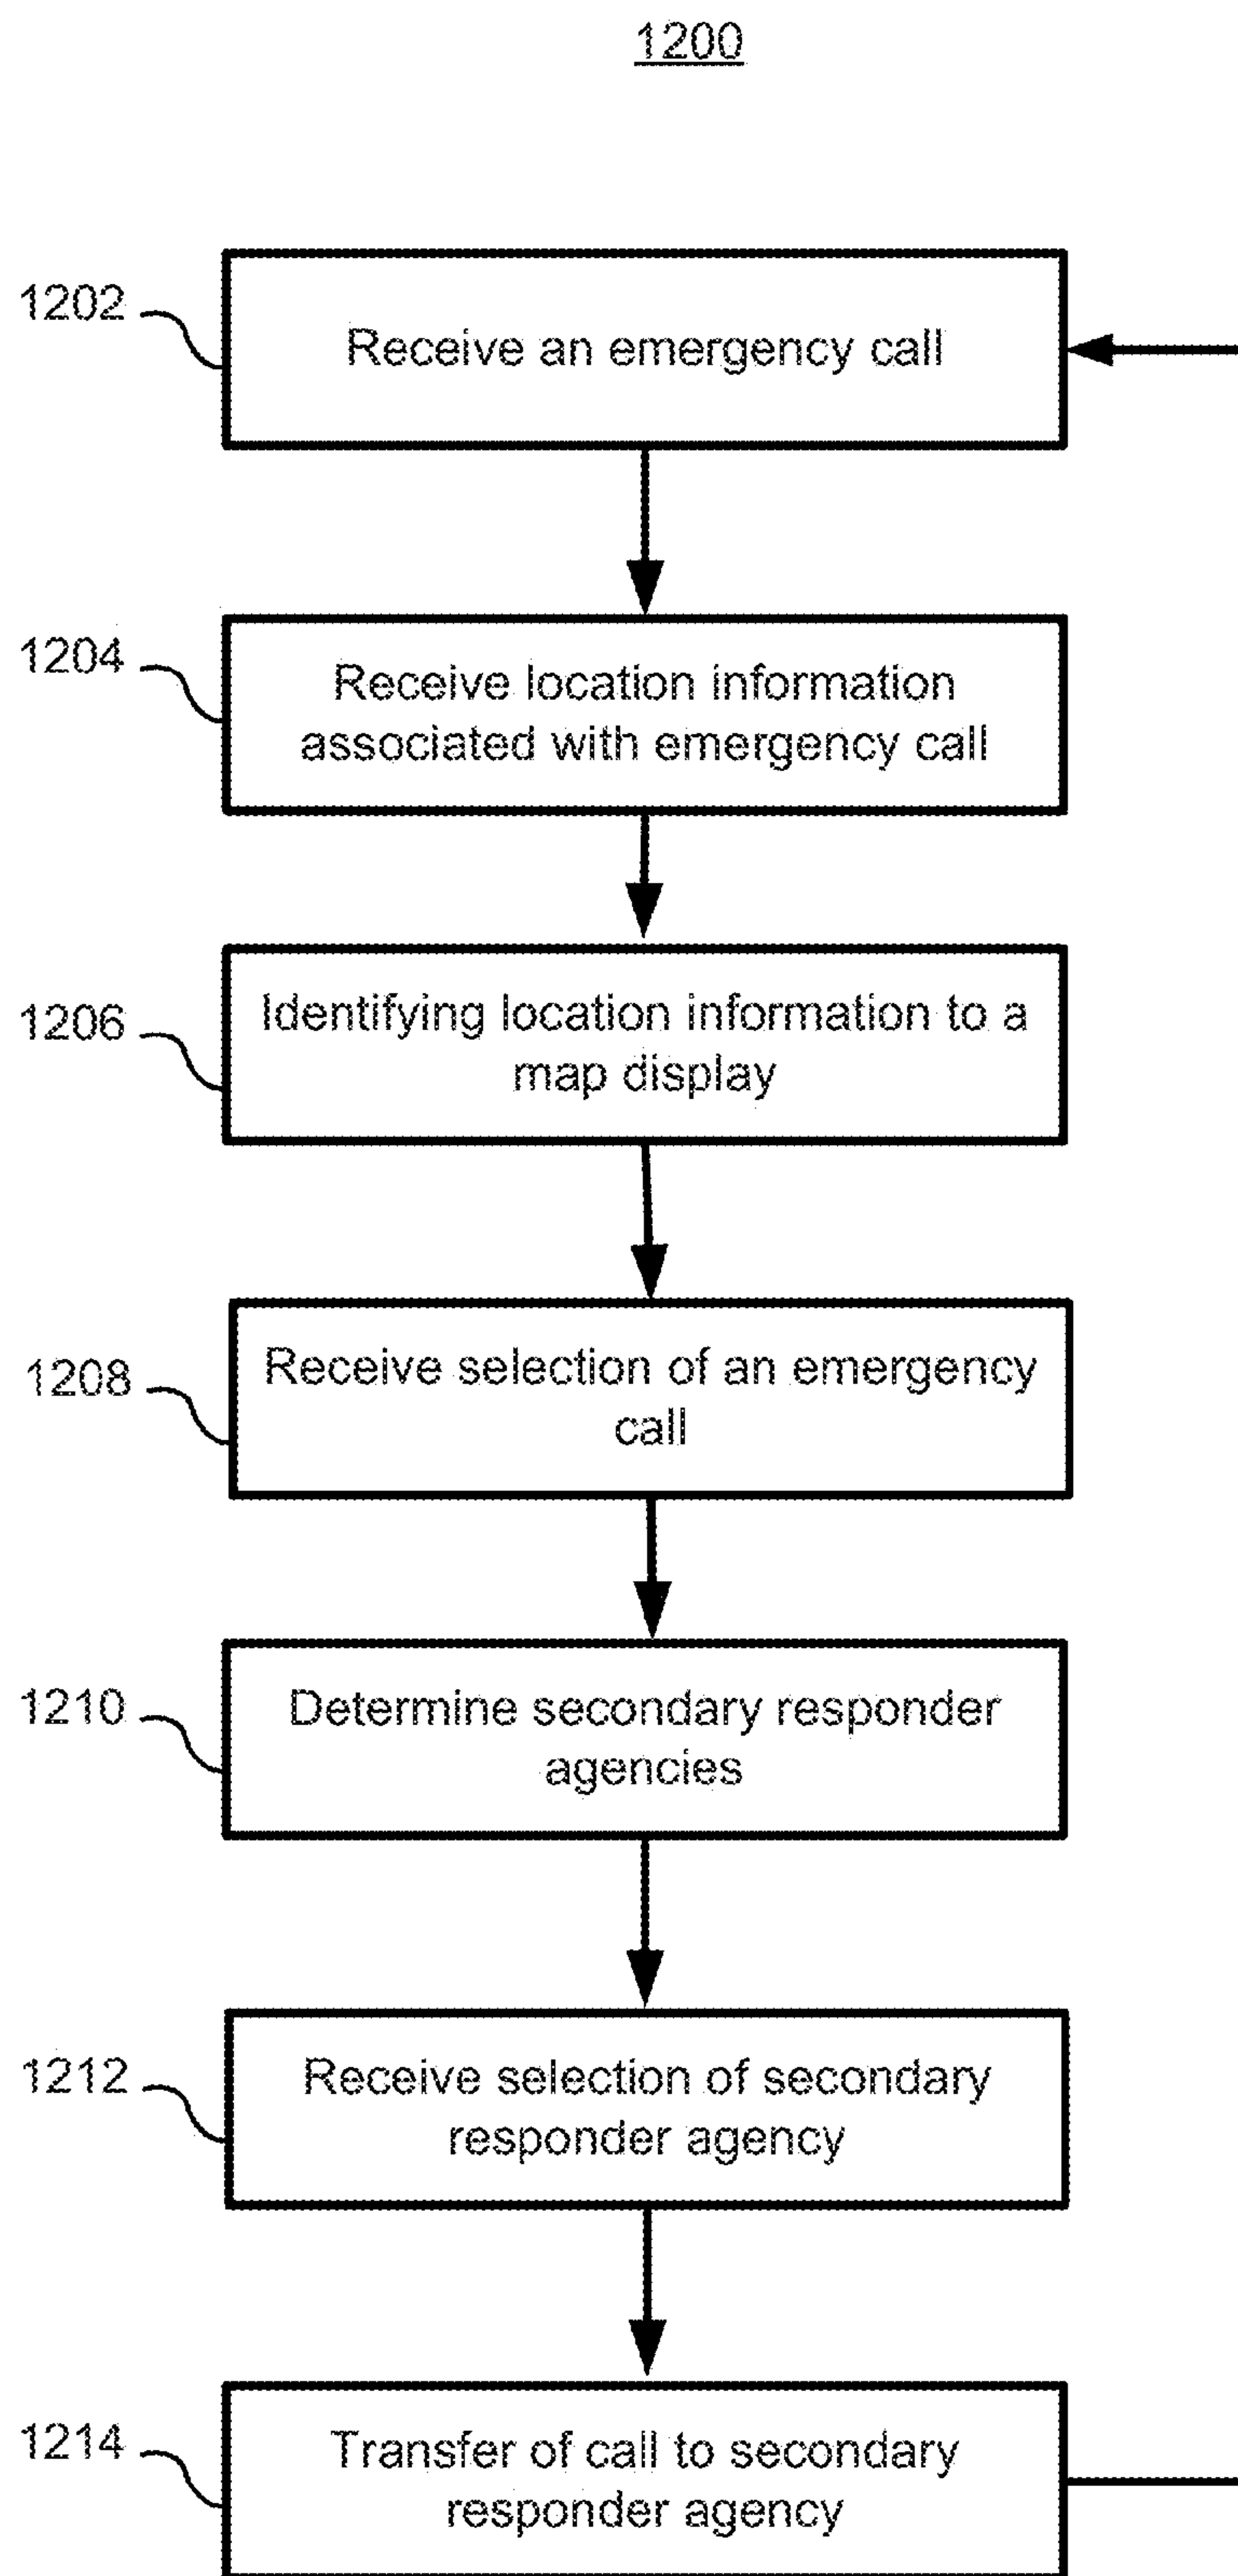 1200
1202
Receive an emergency call
1204
Receive location information
associated with emergency call
1206
Identifying location information to a
map display
1208
Receive selection of an emergency
call
1210
Determine secondary responder
agencies
1212
Receive selection of secondary
responder agency
1214
Transfer of call to secondary
responder agency